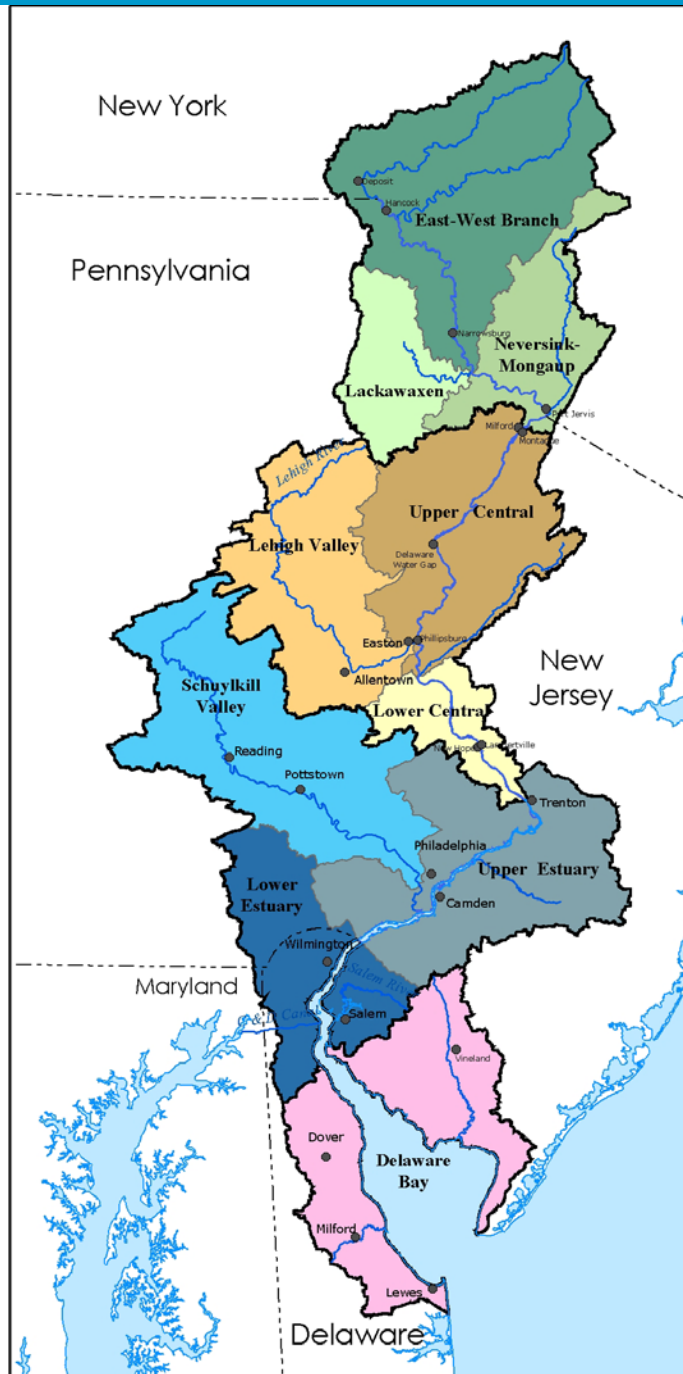 New York
Deposit
Hancock
East-West Branch
Pennsylvania
Narrowsburg
Neversink-
Mongaup
Lackawaxen
Port Jervis
Milford
Montague
Lehigh River
Upper Central
Lehigh Valley
Delaware
Water Gap
Easton
Phillipsburg
New
Jersey
Allentown
Schuylkill
Valley
Lower Central
New Hope
Lambertville
Reading
Pottstown
Trenton
Philadelphia
Upper Estuary
Lower
Estuary
Camden
Wilmington
Maryland
Salem River
C & D Canal
Salem
Vineland
Dover
Delaware
Bay
Milford
Lewes
Delaware